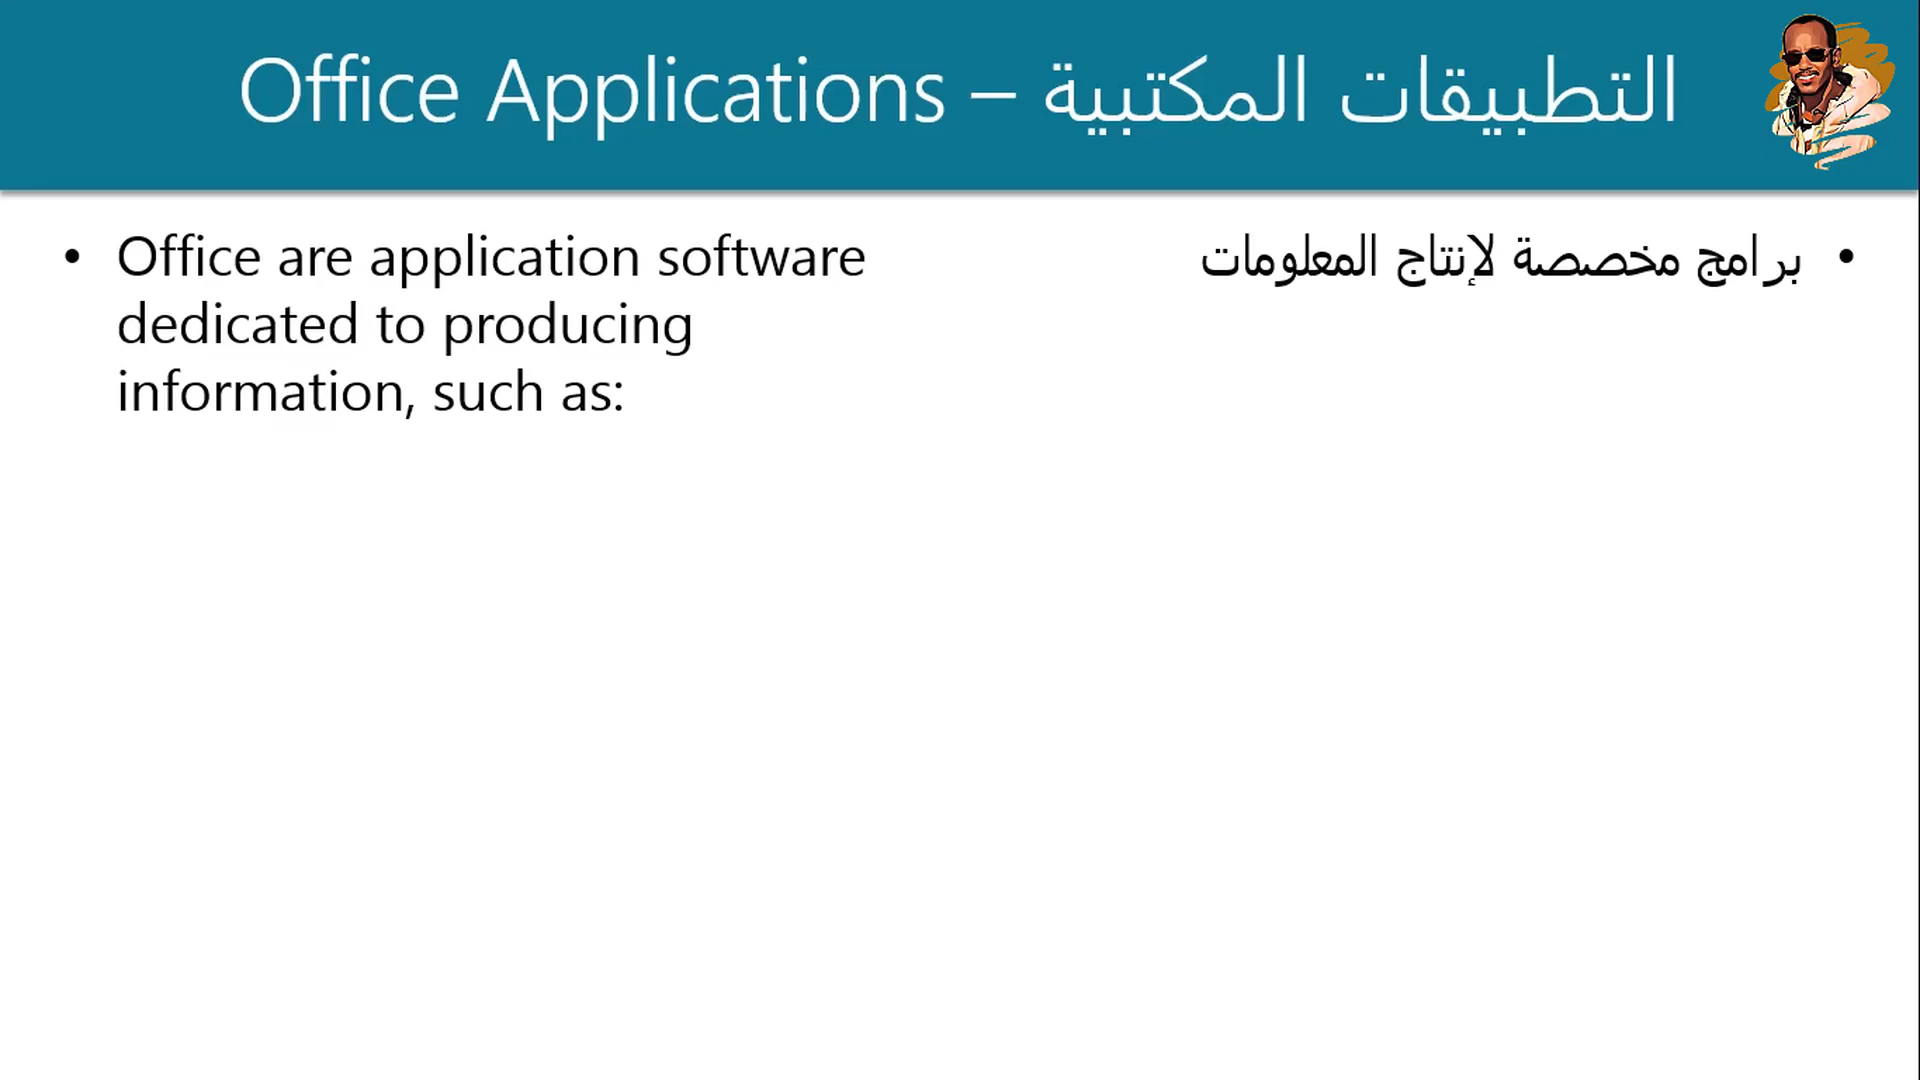 Office Applications – التطبيقات المكتبية
• Office are application software
dedicated to producing
information, such as:
• برامج مخصصة لإنتاج المعلومات